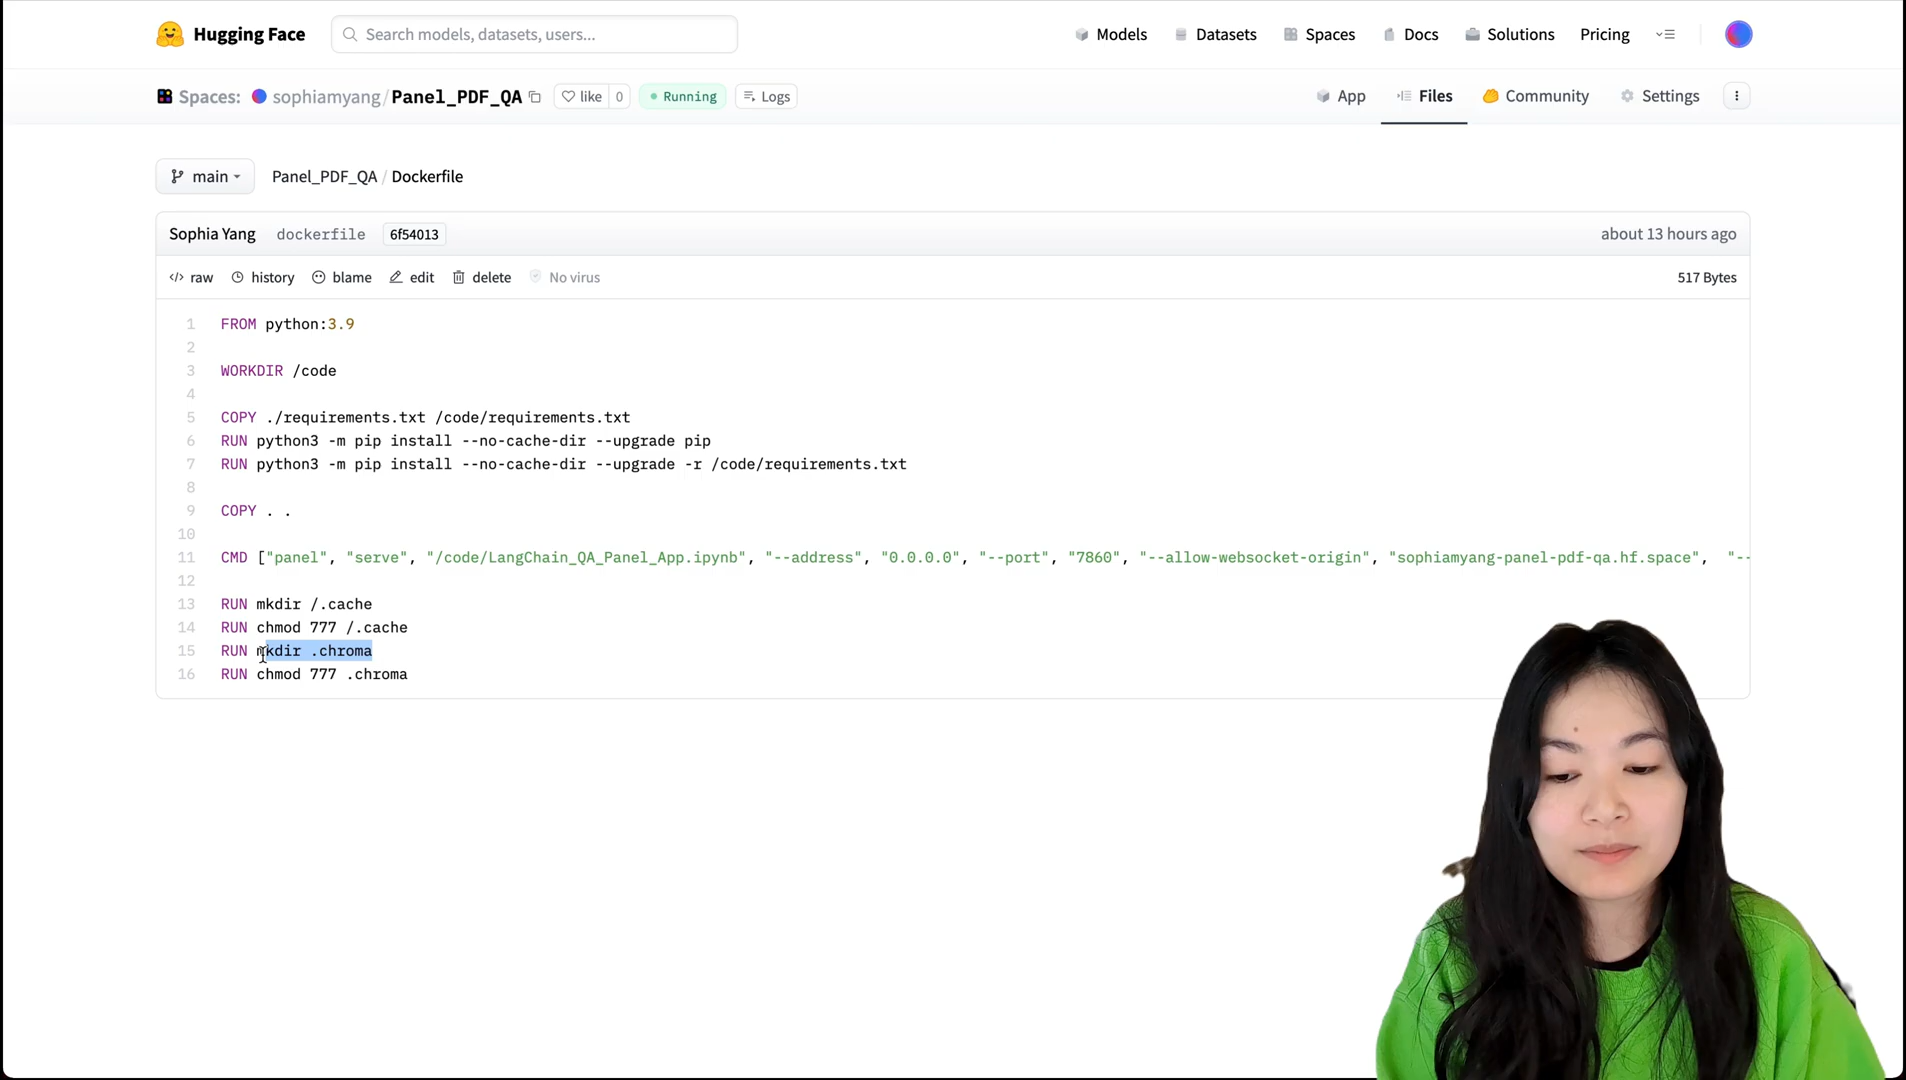 Hugging Face
Search models, datasets, users...
Models
Datasets
Spaces
Docs
Solutions
Pricing
Spaces:
sophiamyang/Panel_PDF_QA
like 0
Running
Logs
App
Files
Community
Settings
main
Panel_PDF_QA / Dockerfile
Sophia Yang dockerfile 6f54013 about 13 hours ago
</> raw history blame edit delete No virus 517 Bytes
1 FROM python:3.9
2
3 WORKDIR /code
4
5 COPY ./requirements.txt /code/requirements.txt
6 RUN python3 -m pip install --no-cache-dir --upgrade pip
7 RUN python3 -m pip install --no-cache-dir --upgrade -r /code/requirements.txt
8
9 COPY . .
10
11 CMD ["panel", "serve", "/code/LangChain_QA_Panel_App.ipynb", "--address", "0.0.0.0", "--port", "7860", "--allow-websocket-origin", "sophiamyang-panel-pdf-qa.hf.space", "--
12
13 RUN mkdir /.cache
14 RUN chmod 777 /.cache
15 RUN mkdir .chroma
16 RUN chmod 777 .chroma